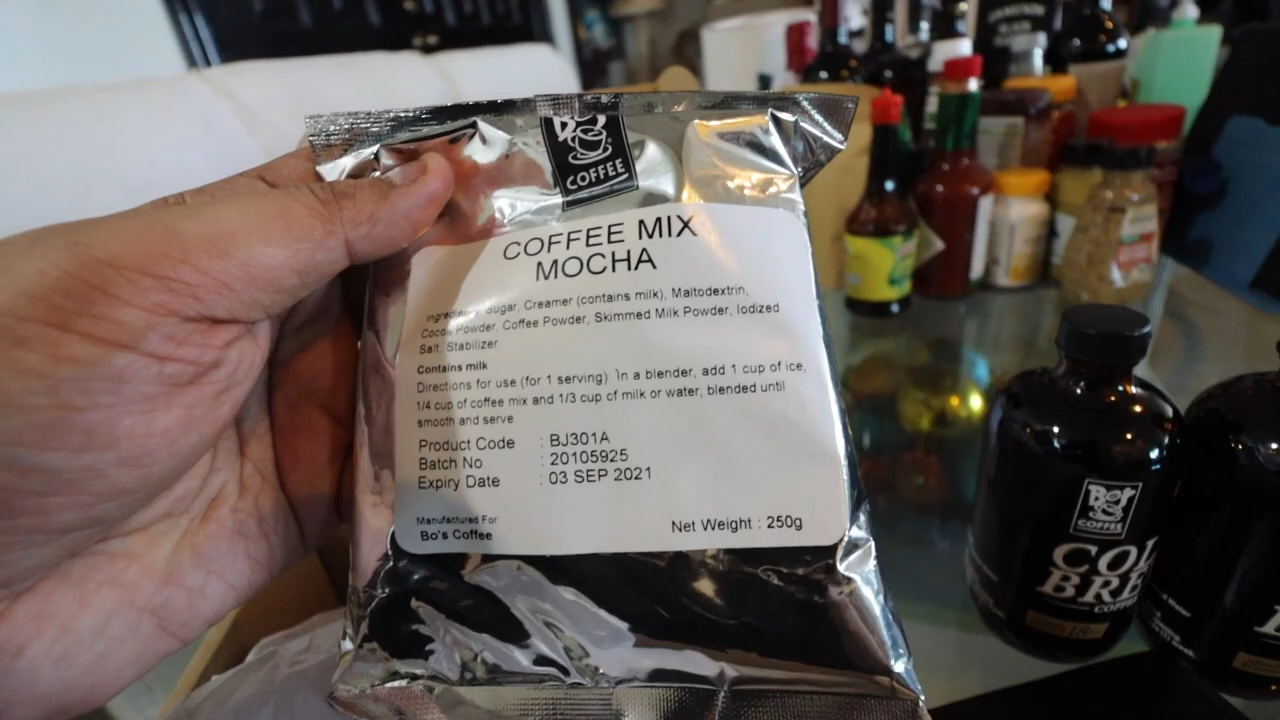 Bo's
COFFEE
COFFEE MIX
MOCHA
Ingredients: Sugar, Creamer (contains milk), Maltodextrin,
Cocoa Powder, Coffee Powder, Skimmed Milk Powder, Iodized
Salt, Stabilizer.
Contains milk
Directions for use (for 1 serving): In a blender, add 1 cup of ice,
1/4 cup of coffee mix and 1/3 cup of milk or water, blended until
smooth and serve
Product Code : BJ301A
Batch No : 20105925
Expiry Date : 03 SEP 2021
Manufactured For:
Bo's Coffee
Net Weight : 250g
Bo's
COFFEE
COL
BRE
COFFEE